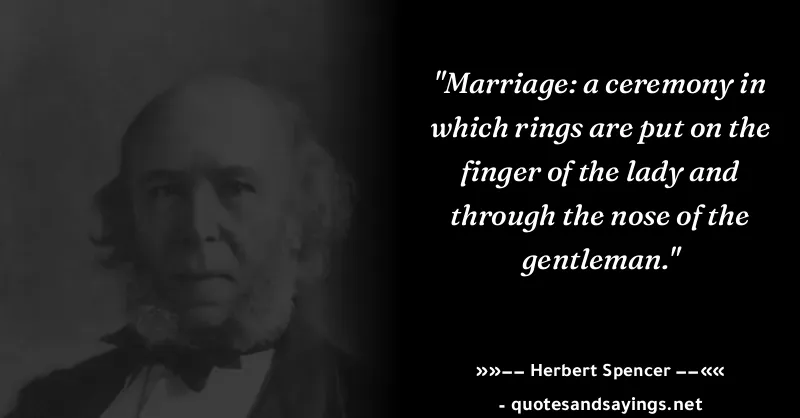 "Marriage: a ceremony in
which rings are put on the
finger of the lady and
through the nose of the
gentleman."
»»–– Herbert Spencer ––««
- quotesandsayings.net